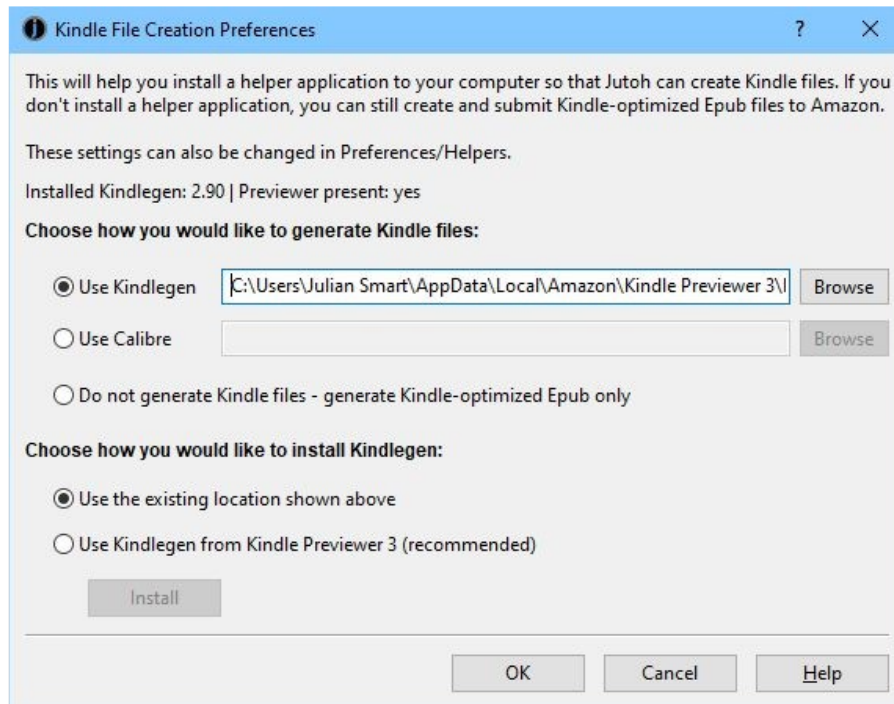 Kindle File Creation Preferences ? X
This will help you install a helper application to your computer so that Jutoh can create Kindle files. If you
don't install a helper application, you can still create and submit Kindle-optimized Epub files to Amazon.
These settings can also be changed in Preferences/Helpers.
Installed Kindlegen: 2.90 | Previewer present: yes
Choose how you would like to generate Kindle files:
Use Kindlegen C:\Users\Julian Smart\AppData\Local\Amazon\Kindle Previewer 3\l Browse
Use Calibre Browse
Do not generate Kindle files - generate Kindle-optimized Epub only
Choose how you would like to install Kindlegen:
Use the existing location shown above
Use Kindlegen from Kindle Previewer 3 (recommended)
Install
OK Cancel Help